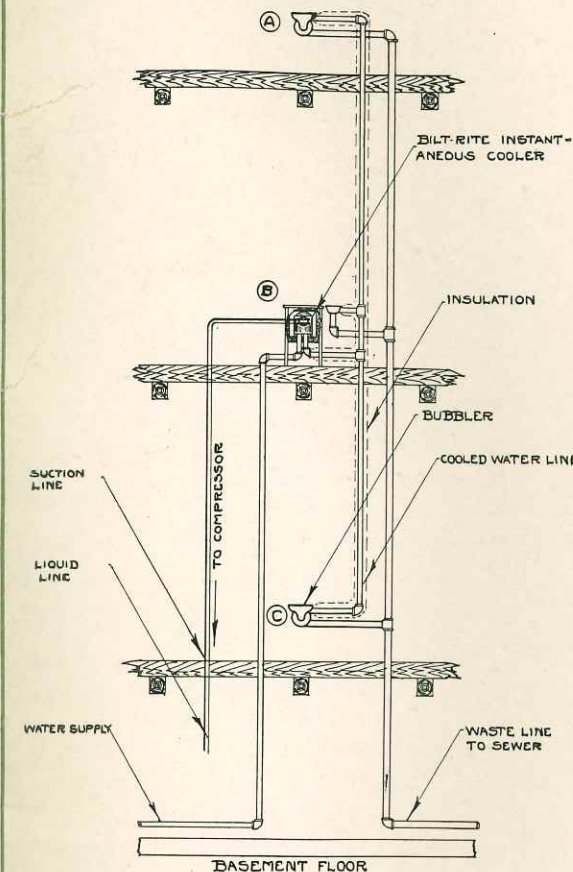 A
BILT-RITE INSTANT-
ANEOUS COOLER
B
INSULATION
BUBBLER
COOLED WATER LINE
SUCTION
LINE
TO COMPRESSOR
LIQUID
LINE
C
WATER SUPPLY
WASTE LINE
TO SEWER
BASEMENT FLOOR